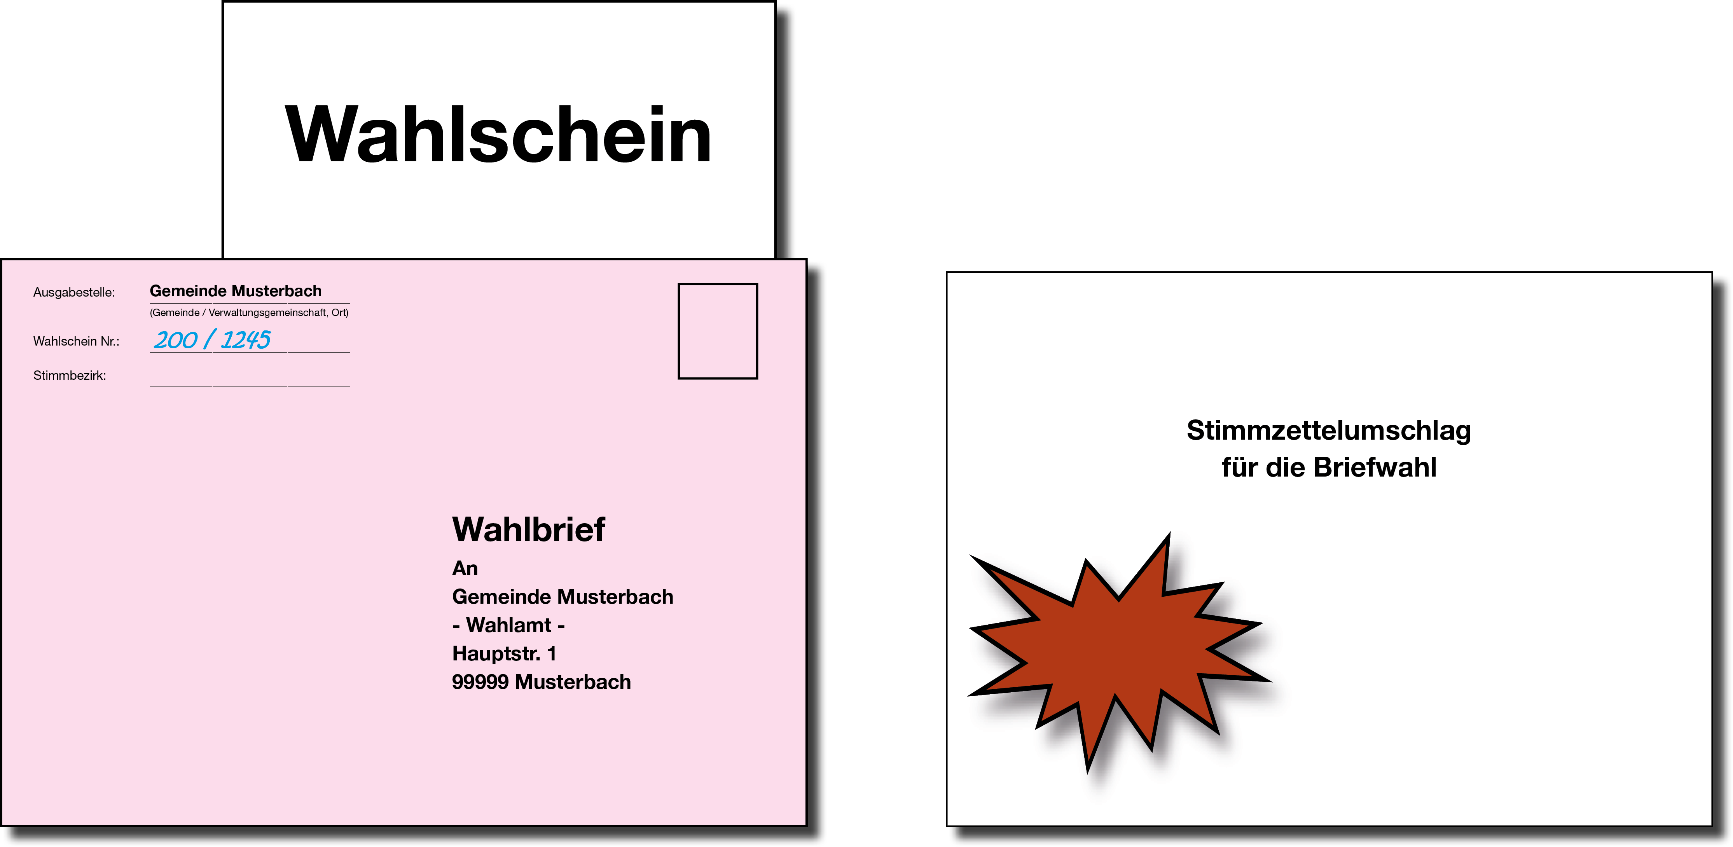 Wahlschein
Ausgabestelle: Gemeinde Musterbach
(Gemeinde / Verwaltungsgemeinschaft, Ort)
Wahlschein Nr.: 200 / 1245
Stimmbezirk:
Wahlbrief
An
Gemeinde Musterbach
- Wahlamt -
Hauptstr. 1
99999 Musterbach
Stimmzettelumschlag
für die Briefwahl